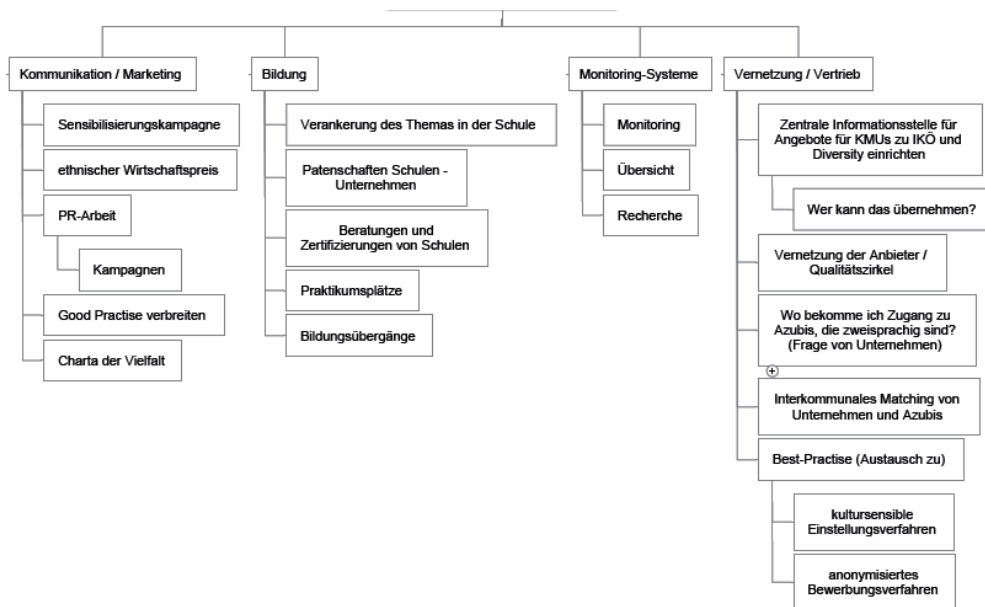 Kommunikation / Marketing
Sensibilisierungskampagne
ethnischer Wirtschaftspreis
PR-Arbeit
Kampagnen
Good Practise verbreiten
Charta der Vielfalt
Bildung
Verankerung des Themas in der Schule
Patenschaften Schulen -
Unternehmen
Beratungen und
Zertifizierungen von Schulen
Praktikumsplätze
Bildungsübergänge
Monitoring-Systeme
Monitoring
Übersicht
Recherche
Vernetzung / Vertrieb
Zentrale Informationsstelle für
Angebote für KMUs zu IKÖ und
Diversity einrichten
Wer kann das übernehmen?
Vernetzung der Anbieter /
Qualitätszirkel
Wo bekomme ich Zugang zu
Azubis, die zweisprachig sind?
(Frage von Unternehmen)
Interkommunales Matching von
Unternehmen und Azubis
Best-Practise (Austausch zu)
kultursensible
Einstellungsverfahren
anonymisiertes
Bewerbungsverfahren